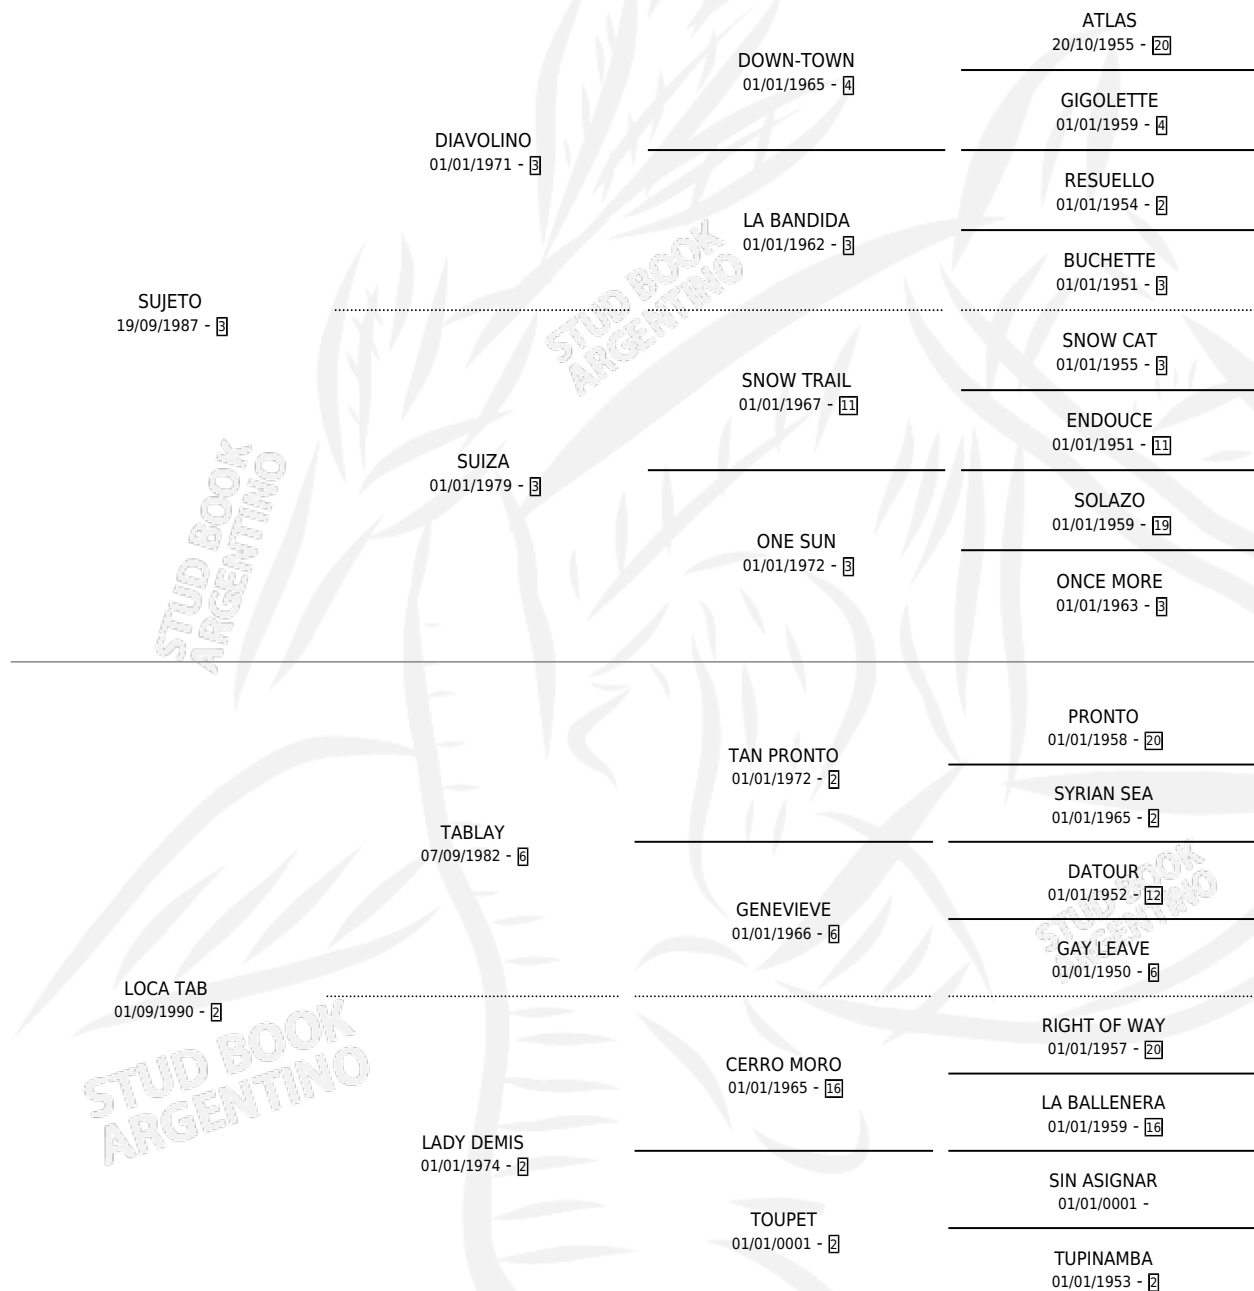 SUJETO
19/09/1987 - 3
DIAVOLINO
01/01/1971 - 3
DOWN-TOWN
01/01/1965 - 4
ATLAS
20/10/1955 - 20
GIGOLETTE
01/01/1959 - 4
LA BANDIDA
01/01/1962 - 3
RESUELLO
01/01/1954 - 2
BUCHETTE
01/01/1951 - 3
SUIZA
01/01/1979 - 3
SNOW TRAIL
01/01/1967 - 11
SNOW CAT
01/01/1955 - 3
ENDOUCE
01/01/1951 - 11
ONE SUN
01/01/1972 - 3
SOLAZO
01/01/1959 - 19
ONCE MORE
01/01/1963 - 3
LOCA TAB
01/09/1990 - 2
TABLAY
07/09/1982 - 6
TAN PRONTO
01/01/1972 - 2
PRONTO
01/01/1958 - 20
SYRIAN SEA
01/01/1965 - 2
GENEVIEVE
01/01/1966 - 6
DATOUR
01/01/1952 - 12
GAY LEAVE
01/01/1950 - 6
LADY DEMIS
01/01/1974 - 2
CERRO MORO
01/01/1965 - 16
RIGHT OF WAY
01/01/1957 - 20
LA BALLENERA
01/01/1959 - 16
TOUPET
01/01/0001 - 2
SIN ASIGNAR
01/01/0001 -
TUPINAMBA
01/01/1953 - 2
STUD BOOK
ARGENTINO
STUD BOOK
ARGENTINO
STUD BOOK
ARGENTINO
STUD BOOK
ARGENTINO